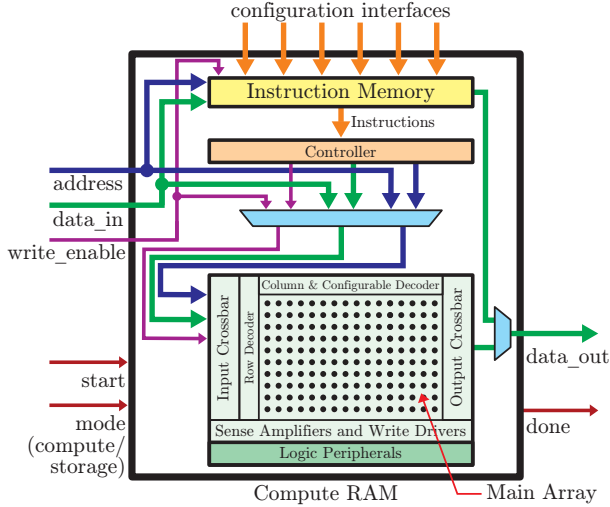 configuration interfaces
Instruction Memory
Instructions
Controller
address
data_in
write_enable
Column & Configurable Decoder
Input Crossbar
Row Decoder
Output Crossbar
data_out
start
mode
(compute/
storage)
Sense Amplifiers and Write Drivers
done
Logic Peripherals
Compute RAM
Main Array